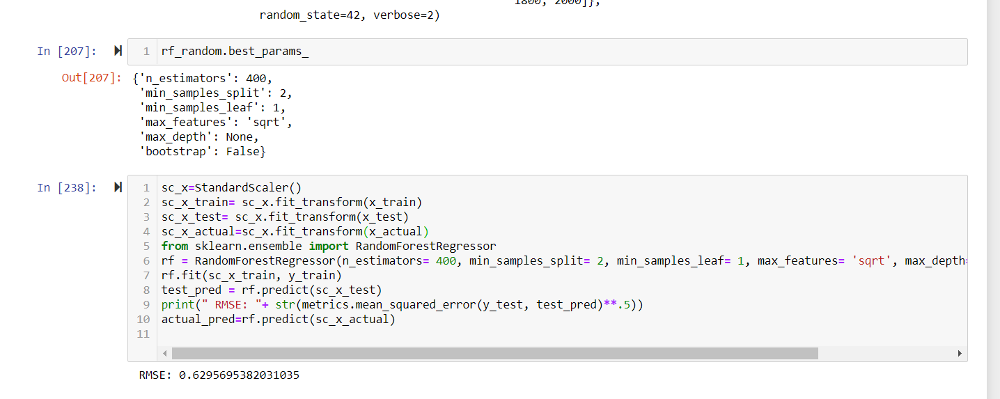 1800, 2000]},
random_state=42, verbose=2)
In [207]: 1 rf_random.best_params_
Out[207]: {'n_estimators': 400,
'min_samples_split': 2,
'min_samples_leaf': 1,
'max_features': 'sqrt',
'max_depth': None,
'bootstrap': False}
In [238]: 1 sc_x=StandardScaler()
2 sc_x_train= sc_x.fit_transform(x_train)
3 sc_x_test= sc_x.fit_transform(x_test)
4 sc_x_actual=sc_x.fit_transform(x_actual)
5 from sklearn.ensemble import RandomForestRegressor
6 rf = RandomForestRegressor(n_estimators= 400, min_samples_split= 2, min_samples_leaf= 1, max_features= 'sqrt', max_depth=
7 rf.fit(sc_x_train, y_train)
8 test_pred = rf.predict(sc_x_test)
9 print(" RMSE: "+ str(metrics.mean_squared_error(y_test, test_pred)**.5))
10 actual_pred=rf.predict(sc_x_actual)
11
RMSE: 0.6295695382031035